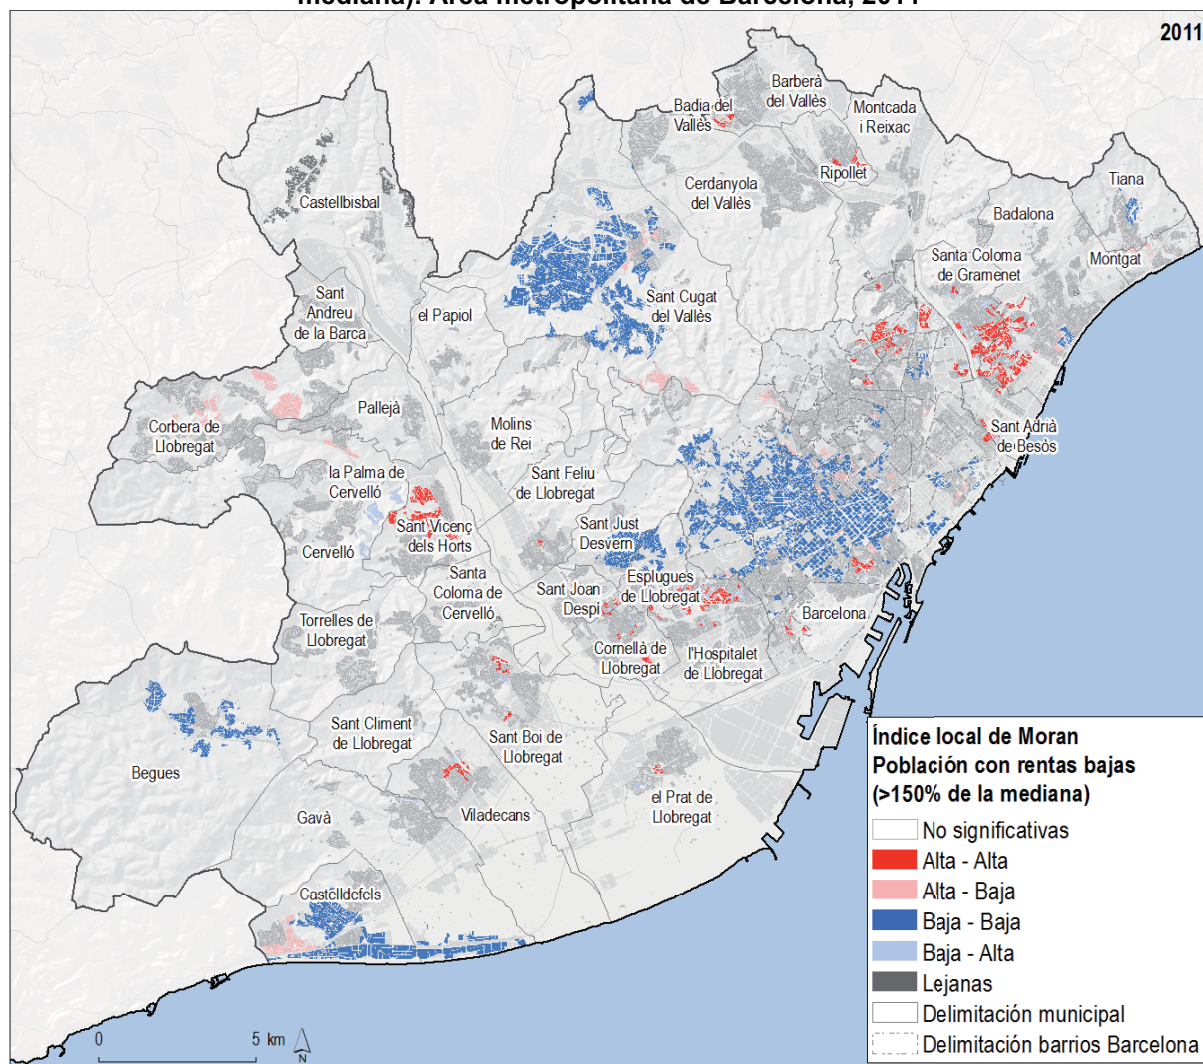 mediana). Área metropolitana de Barcelona, 2011
2011
Badia del
Vallès
Barberà
del Vallès
Montcada
i Reixac
Ripollet
Cerdanyola
del Vallès
Tiana
Badalona
Castellbisbal
Santa Coloma
de Gramenet
Montgat
Sant
Andreu
de la Barca
el Papiol
Sant Cugat
del Vallès
Pallejà
Corbera de
Llobregat
Molins
de Rei
Sant Adrià
de Besòs
la Palma de
Cervelló
Sant Feliu
de Llobregat
Sant Vicenç
dels Horts
Sant Just
Desvern
Cervelló
Santa
Coloma de
Cervelló
Sant Joan
Despí
Esplugues
de Llobregat
Barcelona
Torrelles de
Llobregat
Cornellà de
Llobregat
l'Hospitalet
de Llobregat
Sant Climent
de Llobregat
Sant Boi de
Llobregat
Begues
Gavà
Viladecans
el Prat de
Llobregat
Castelldefels
Índice local de Moran
Población con rentas bajas
(>150% de la mediana)
No significativas
Alta - Alta
Alta - Baja
Baja - Baja
Baja - Alta
Lejanas
Delimitación municipal
Delimitación barrios Barcelona
0 5 km
N